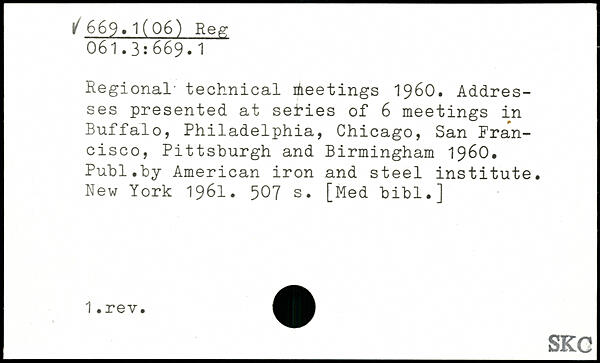 √ 669.1(06) Reg
061.3:669.1
Regional technical meetings 1960. Addres-
ses presented at series of 6 meetings in
Buffalo, Philadelphia, Chicago, San Fran-
cisco, Pittsburgh and Birmingham 1960.
Publ.by American iron and steel institute.
New York 1961. 507 s. [Med bibl.]
1.rev.
SKC